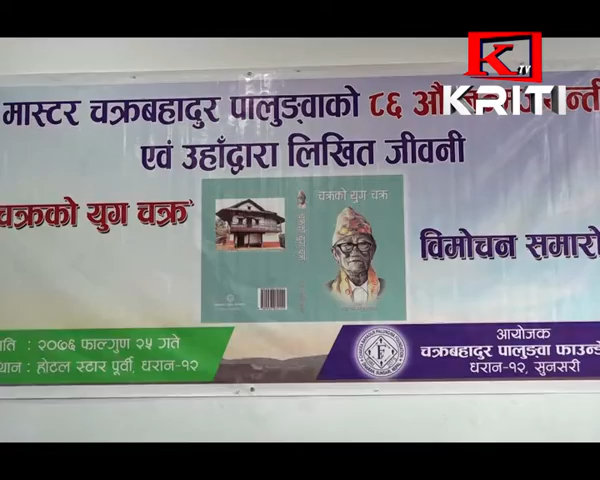 K TV
KRITI
मास्टर चक्रबहादुर पालुङ्वाको ८६ औं
एवं उहाँद्वारा लिखित जीवनी
चक्रको युग चक्र
चक्रको युग चक्र
विमोचन समारो
: २०७६ फाल्गुण २५ गते
: होटल स्टार पूर्वी, धरान-१२
आयोजक
चक्रबहादुर पालुङ्वा फाउन्डे
धरान-१२, सुनसरी